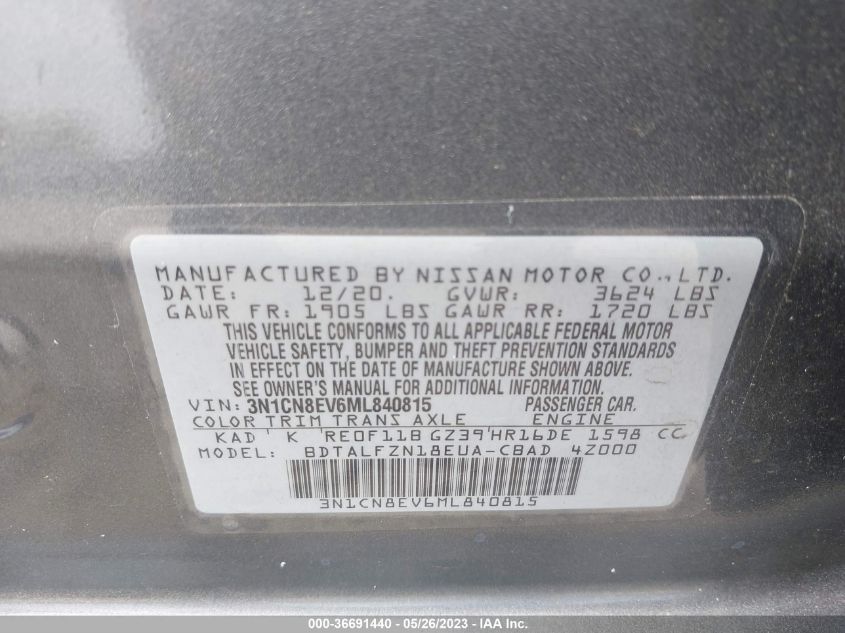 MANUFACTURED BY NISSAN MOTOR CO.,LTD.
DATE: 12/20. GVWR: 3624 LBS
GAWR FR: 1905 LBS GAWR RR: 1720 LBS
THIS VEHICLE CONFORMS TO ALL APPLICABLE FEDERAL MOTOR
VEHICLE SAFETY, BUMPER AND THEFT PREVENTION STANDARDS
IN EFFECT ON THE DATE OF MANUFACTURE SHOWN ABOVE.
SEE OWNER'S MANUAL FOR ADDITIONAL INFORMATION.
VIN: 3N1CN8EV6ML840815 PASSENGER CAR.
COLOR TRIM TRANS AXLE ENGINE
KAD ' K RE0F11B GZ39'HR16DE 1598 CC
MODEL: BDTALFZN18EUA-CBAD 4Z000
3N1CN8EV6ML840815
000-36691440 - 05/26/2023 - IAA Inc.